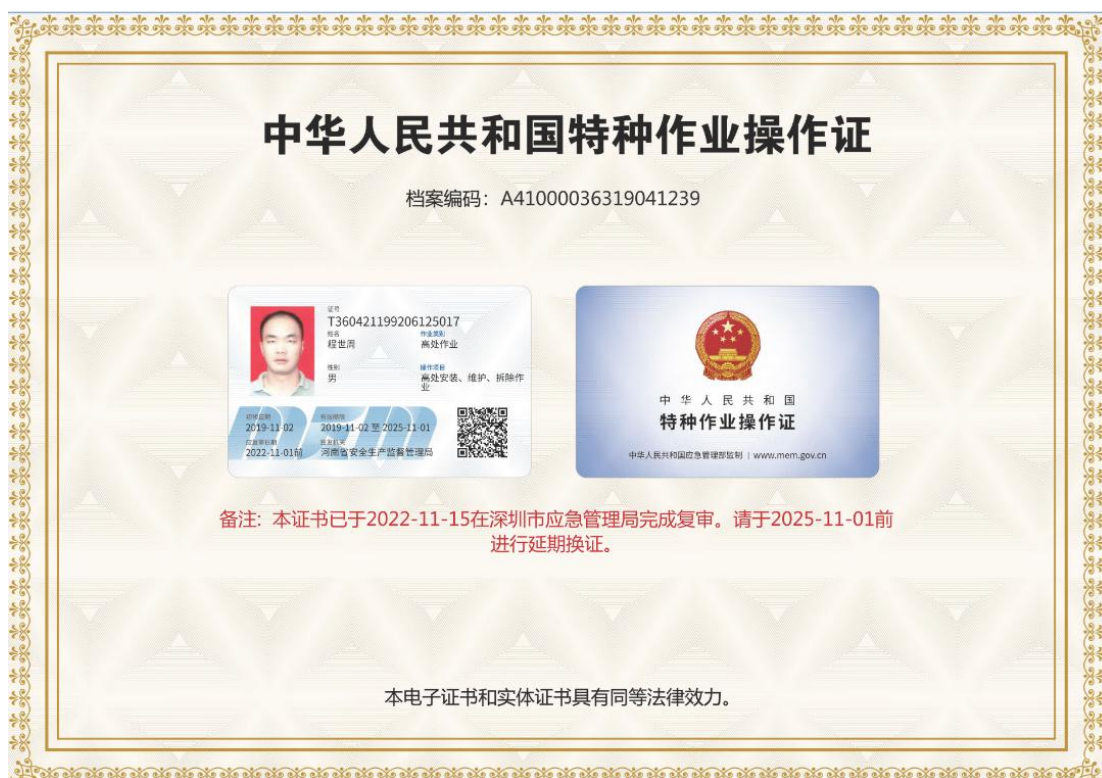 中华人民共和国特种作业操作证
档案编码：A41000036319041239
证号
T360421199206125017
姓名
作业类别
程世周
高处作业
性别
操作项目
男
高处安装、维护、拆除作
业
初领日期
有效期限
2019-11-02
2019-11-02 至 2025-11-01
应复审日期
签发机关
2022-11-01前
河南省安全生产监督管理局
中华人民共和国
特种作业操作证
中华人民共和国应急管理部监制 | www.mem.gov.cn
备注：本证书已于2022-11-15在深圳市应急管理局完成复审。请于2025-11-01前
进行延期换证。
本电子证书和实体证书具有同等法律效力。